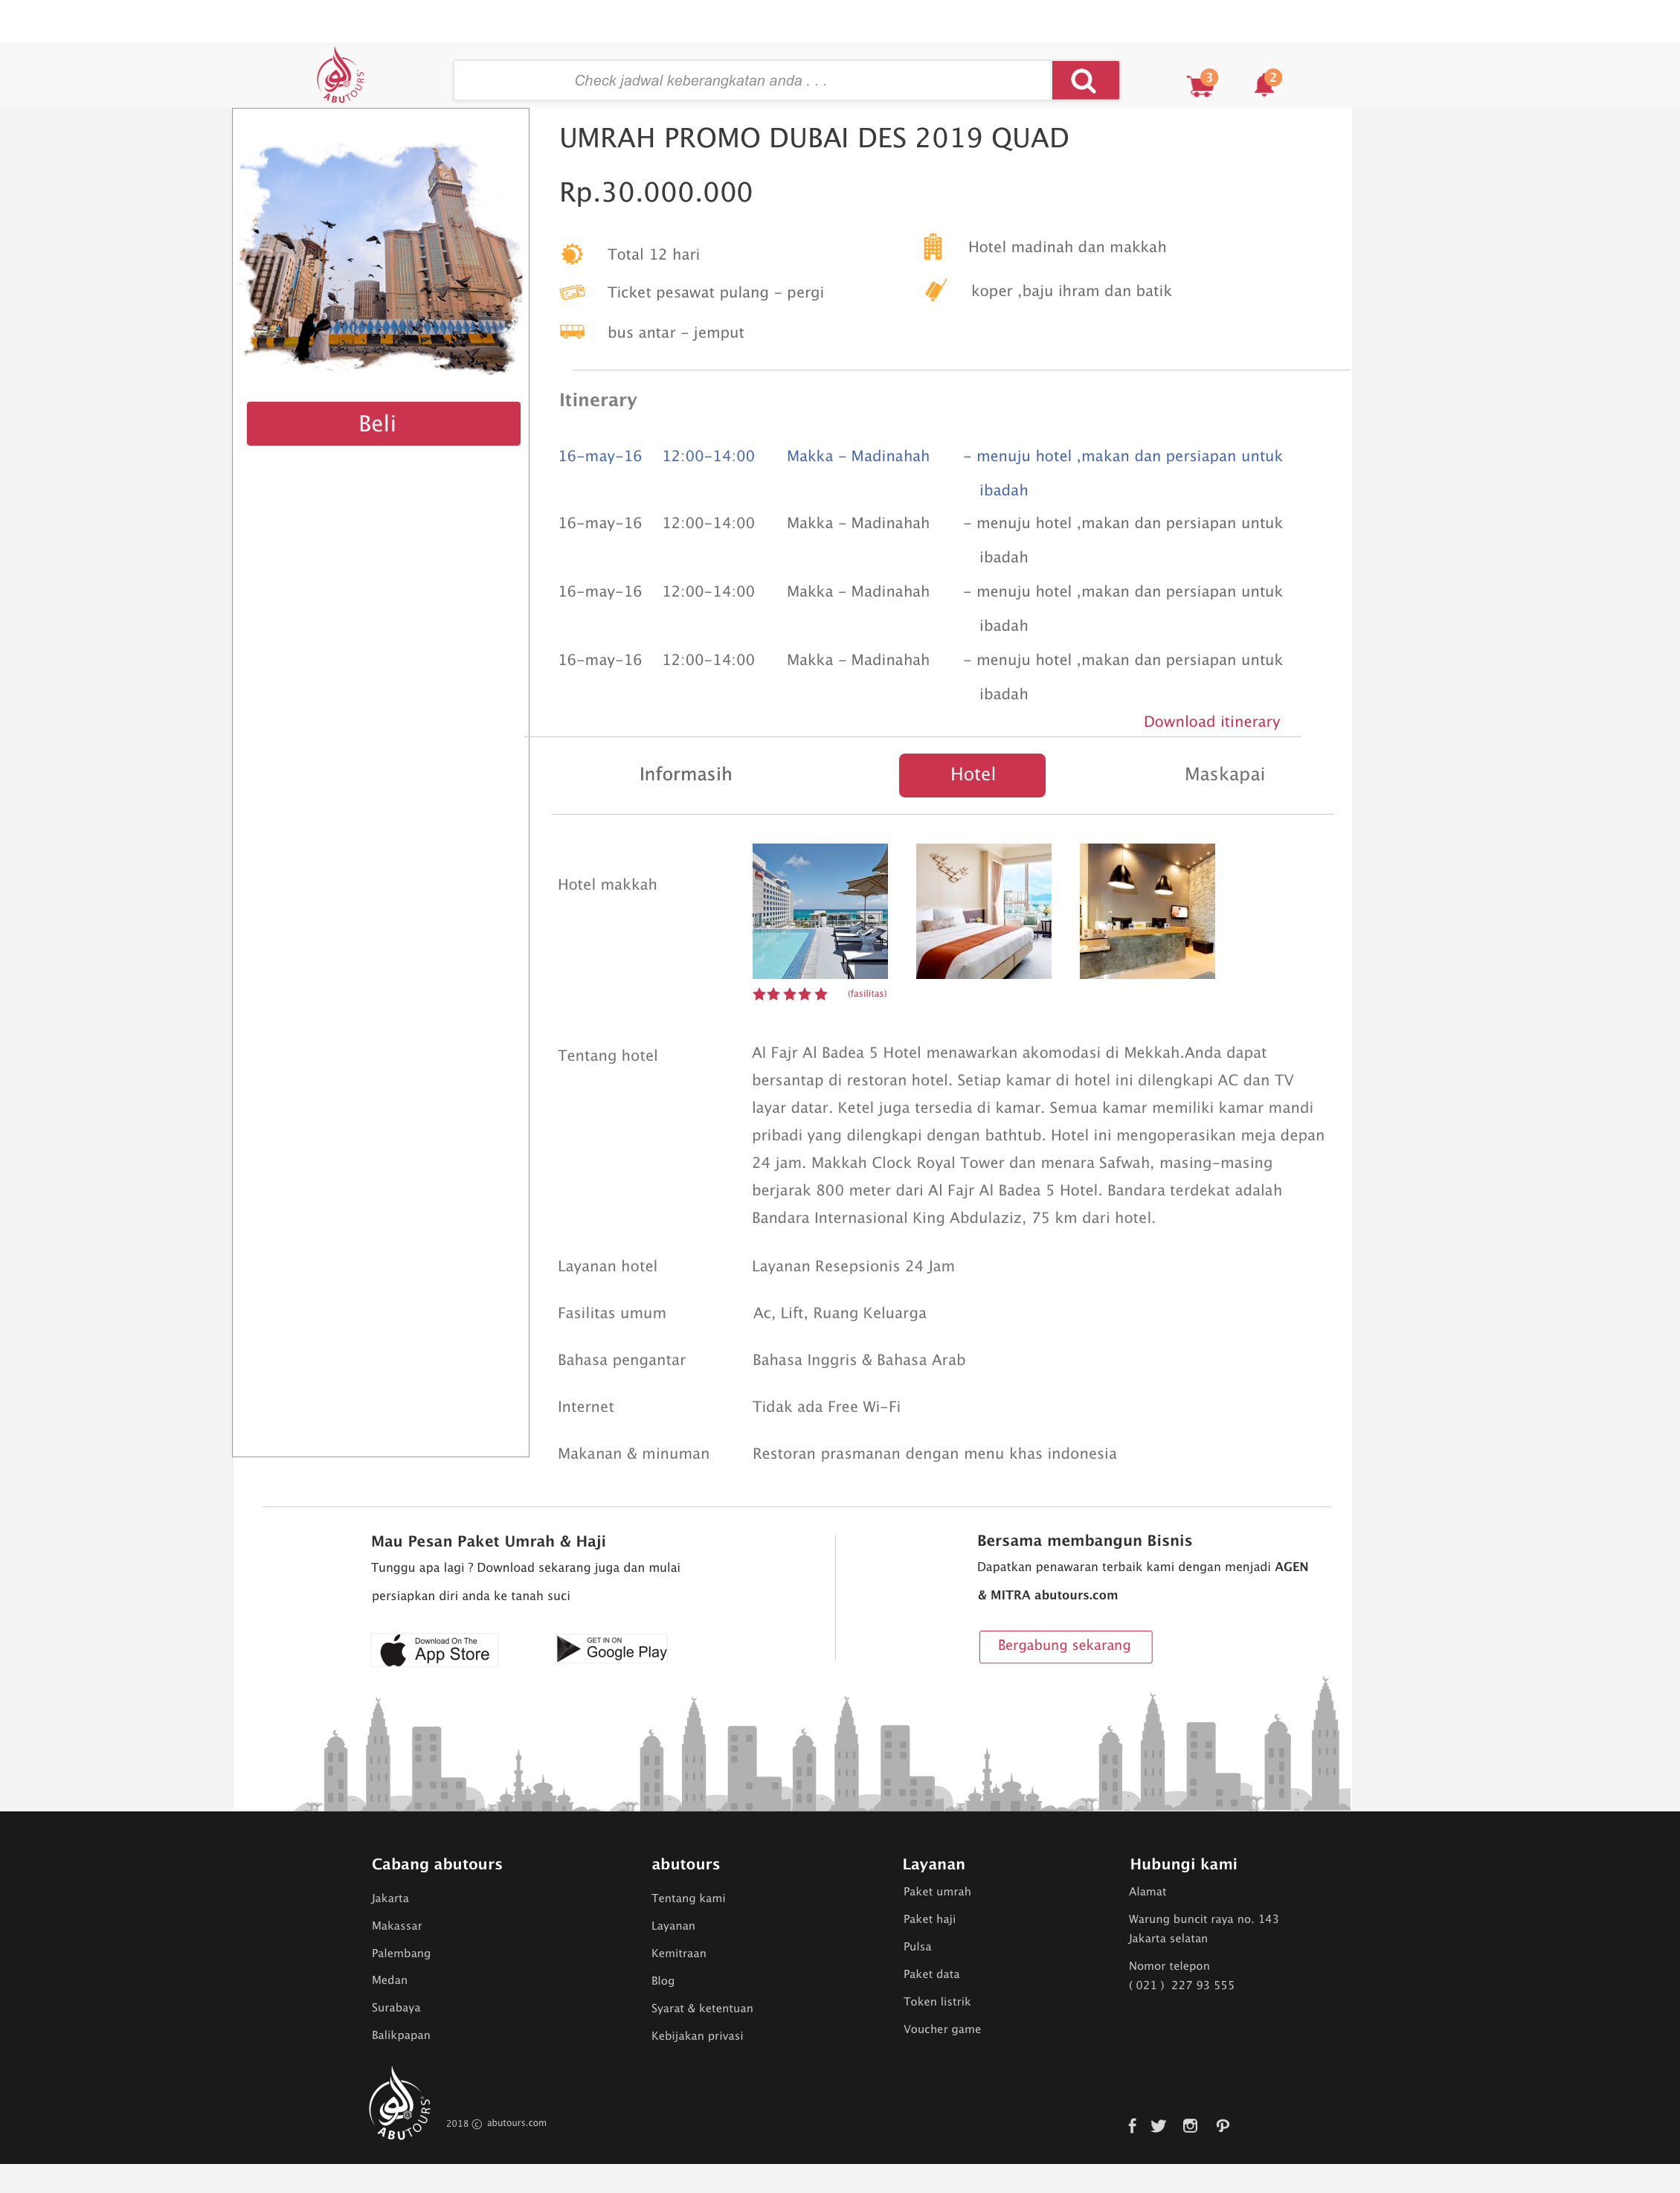 ABUTOURS
Check jadwal keberangkatan anda . . .
3
2
UMRAH PROMO DUBAI DES 2019 QUAD
Rp.30.000.000
Total 12 hari
Hotel madinah dan makkah
Ticket pesawat pulang - pergi
koper ,baju ihram dan batik
bus antar - jemput
Beli
Itinerary
16-may-16 12:00-14:00 Makka - Madinahah - menuju hotel ,makan dan persiapan untuk
ibadah
16-may-16 12:00-14:00 Makka - Madinahah - menuju hotel ,makan dan persiapan untuk
ibadah
16-may-16 12:00-14:00 Makka - Madinahah - menuju hotel ,makan dan persiapan untuk
ibadah
16-may-16 12:00-14:00 Makka - Madinahah - menuju hotel ,makan dan persiapan untuk
ibadah
Download itinerary
Informasih Hotel Maskapai
Hotel makkah
(fasilitas)
Tentang hotel
Al Fajr Al Badea 5 Hotel menawarkan akomodasi di Mekkah.Anda dapat
bersantap di restoran hotel. Setiap kamar di hotel ini dilengkapi AC dan TV
layar datar. Ketel juga tersedia di kamar. Semua kamar memiliki kamar mandi
pribadi yang dilengkapi dengan bathtub. Hotel ini mengoperasikan meja depan
24 jam. Makkah Clock Royal Tower dan menara Safwah, masing-masing
berjarak 800 meter dari Al Fajr Al Badea 5 Hotel. Bandara terdekat adalah
Bandara Internasional King Abdulaziz, 75 km dari hotel.
Layanan hotel Layanan Resepsionis 24 Jam
Fasilitas umum Ac, Lift, Ruang Keluarga
Bahasa pengantar Bahasa Inggris & Bahasa Arab
Internet Tidak ada Free Wi-Fi
Makanan & minuman Restoran prasmanan dengan menu khas indonesia
Mau Pesan Paket Umrah & Haji
Tunggu apa lagi ? Download sekarang juga dan mulai
persiapkan diri anda ke tanah suci
Download On The
App Store
GET IN ON
Google Play
Bersama membangun Bisnis
Dapatkan penawaran terbaik kami dengan menjadi AGEN
& MITRA abutours.com
Bergabung sekarang
Cabang abutours
Jakarta
Makassar
Palembang
Medan
Surabaya
Balikpapan
abutours
Tentang kami
Layanan
Kemitraan
Blog
Syarat & ketentuan
Kebijakan privasi
Layanan
Paket umrah
Paket haji
Pulsa
Paket data
Token listrik
Voucher game
Hubungi kami
Alamat
Warung buncit raya no. 143
Jakarta selatan
Nomor telepon
( 021 ) 227 93 555
ABUTOURS
2018 © abutours.com